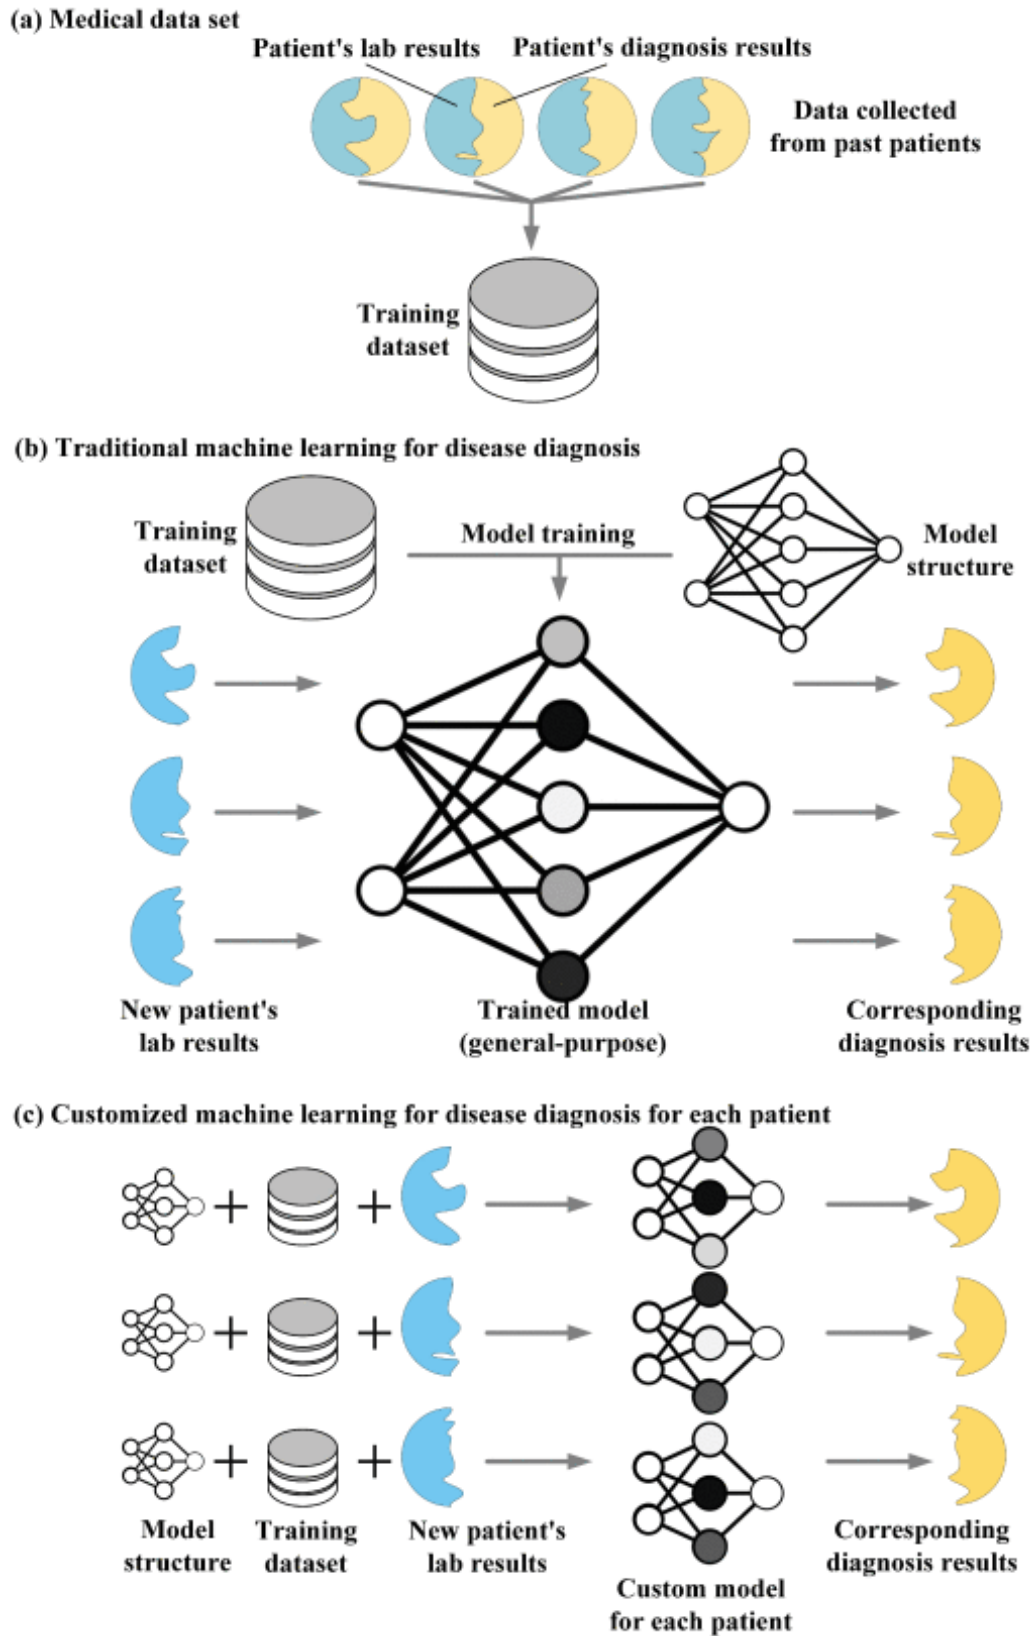 (a) Medical data set
Patient's lab results
Patient's diagnosis results
Data collected
from past patients
Training
dataset
(b) Traditional machine learning for disease diagnosis
Training
dataset
Model training
Model
structure
New patient's
lab results
Trained model
(general-purpose)
Corresponding
diagnosis results
(c) Customized machine learning for disease diagnosis for each patient
+ + 
+ + 
+ + 
Model
structure
Training
dataset
New patient's
lab results
Custom model
for each patient
Corresponding
diagnosis results